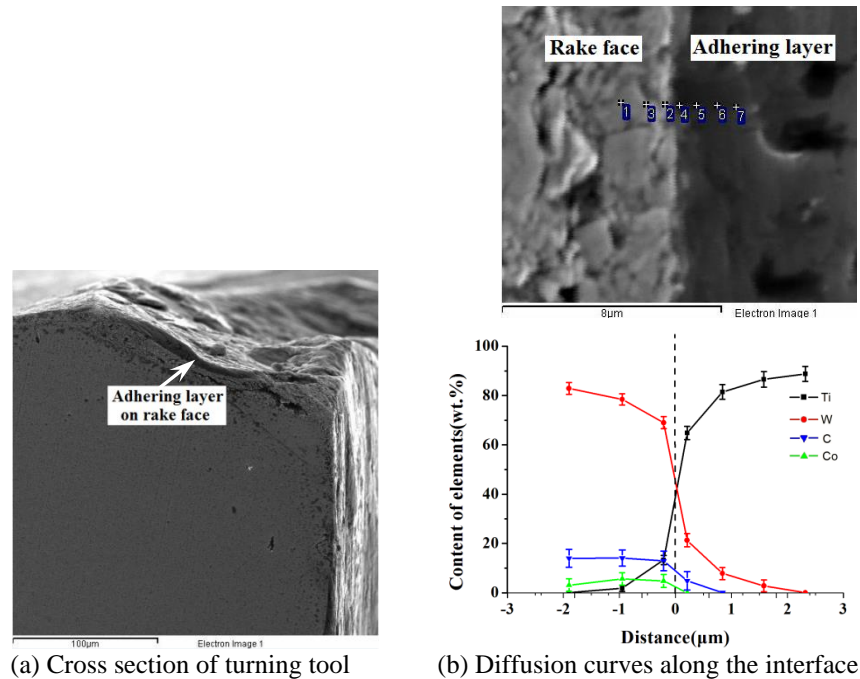 Rake face Adhering layer
1 3 2 4 5 6 7
8μm Electron Image 1
Adhering layer
on rake face
100μm Electron Image 1
100
80
60
40
20
0
Content of elements(wt.%)
Ti
W
C
Co
-3 -2 -1 0 1 2 3
Distance(μm)
(a) Cross section of turning tool (b) Diffusion curves along the interface